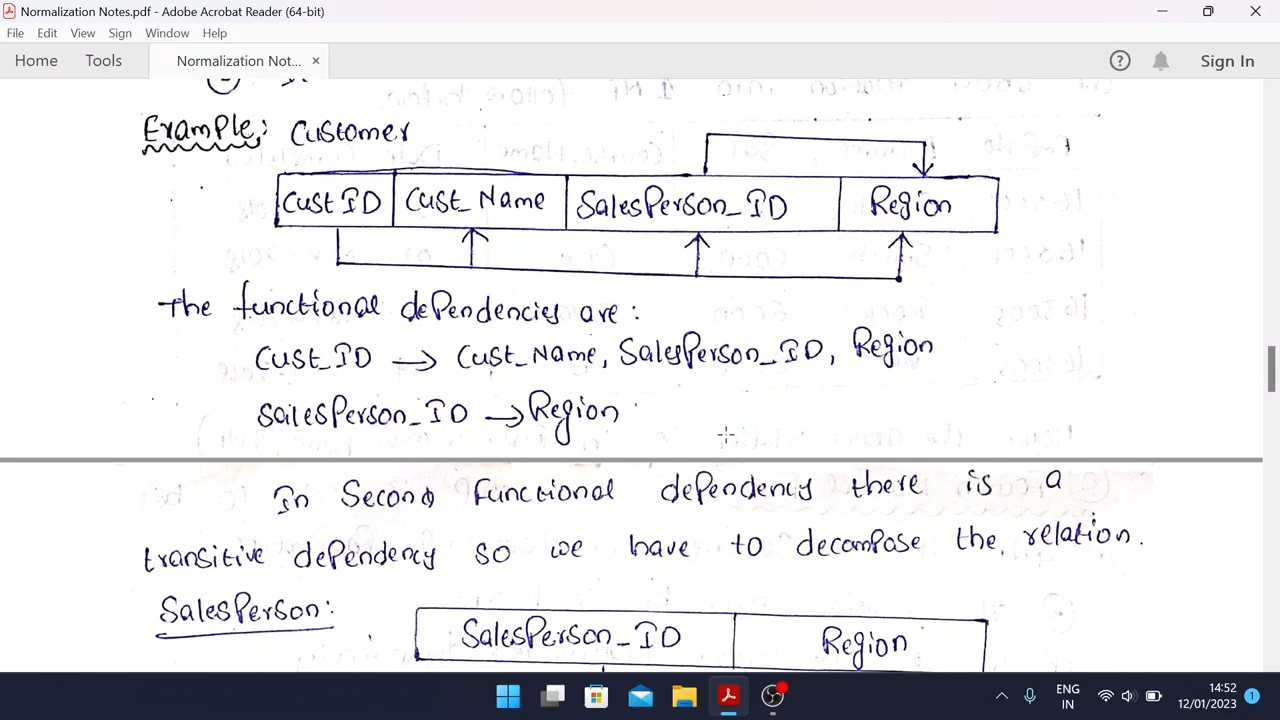 Normalization Notes.pdf - Adobe Acrobat Reader (64-bit)
File Edit View Sign Window Help
Home Tools Normalization Not... × Sign In
Example: Customer
CustID Cust_Name SalesPerson_ID Region
The functional dependencies are:
Cust_ID → Cust_Name, SalesPerson_ID, Region
SalesPerson_ID → Region
In Second functional dependency there is a
transitive dependency so we have to decompose the relation.
SalesPerson:
SalesPerson_ID Region
ENG 14:52
IN 12/01/2023 1